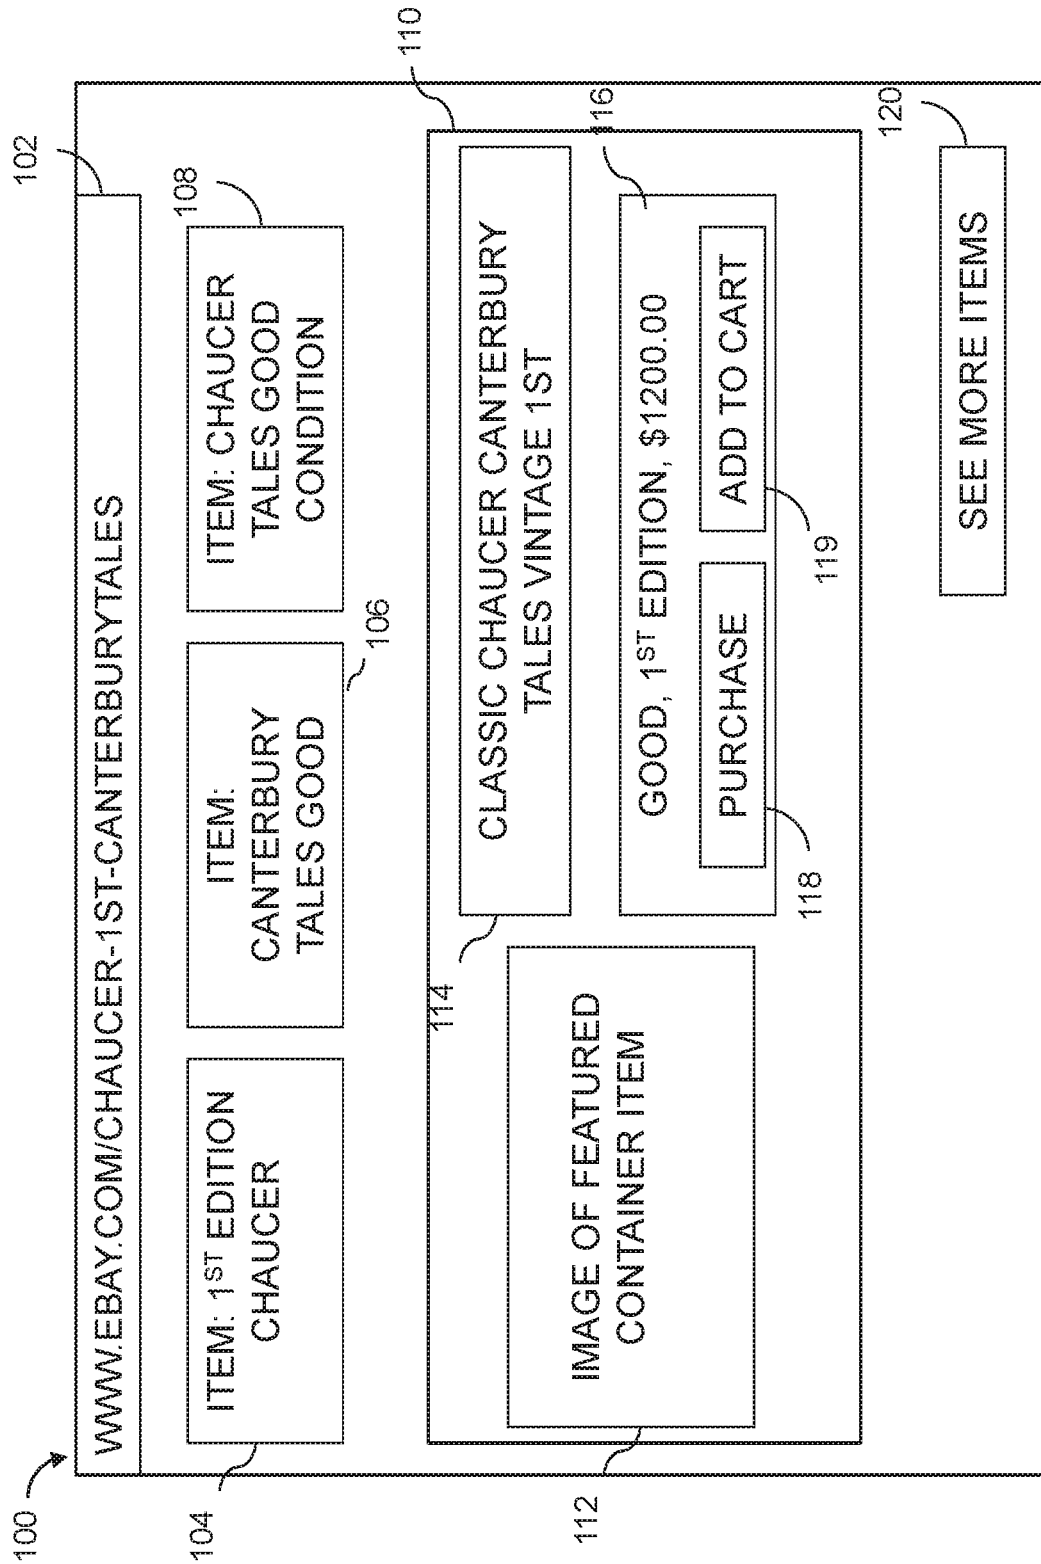 100
102
WWW.EBAY.COM/CHAUCER-1ST-CANTERBURYTALES
104
ITEM: 1ST EDITION
CHAUCER
ITEM:
CANTERBURY
TALES GOOD
106
108
ITEM: CHAUCER
TALES GOOD
CONDITION
110
112
IMAGE OF FEATURED
CONTAINER ITEM
114
CLASSIC CHAUCER CANTERBURY
TALES VINTAGE 1ST
116
GOOD, 1ST EDITION, $1200.00
PURCHASE
ADD TO CART
118
119
120
SEE MORE ITEMS